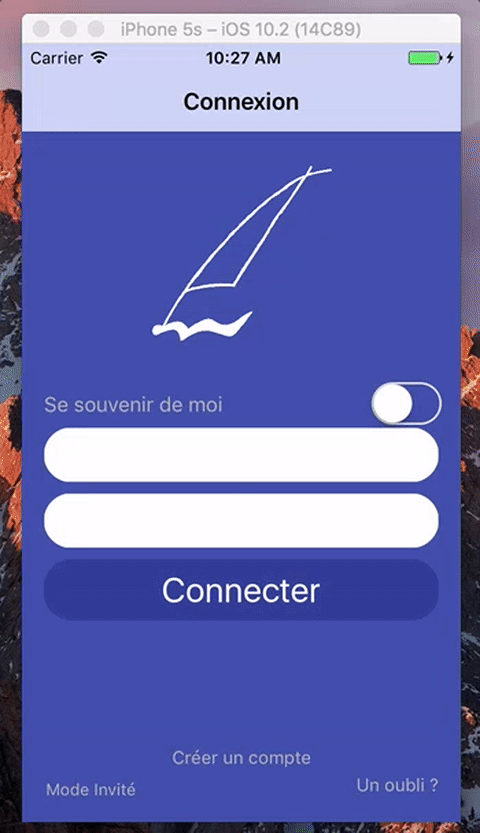 iPhone 5s – iOS 10.2 (14C89)
Carrier 10:27 AM
Connexion
Se souvenir de moi
Connecter
Créer un compte
Mode Invité Un oubli ?